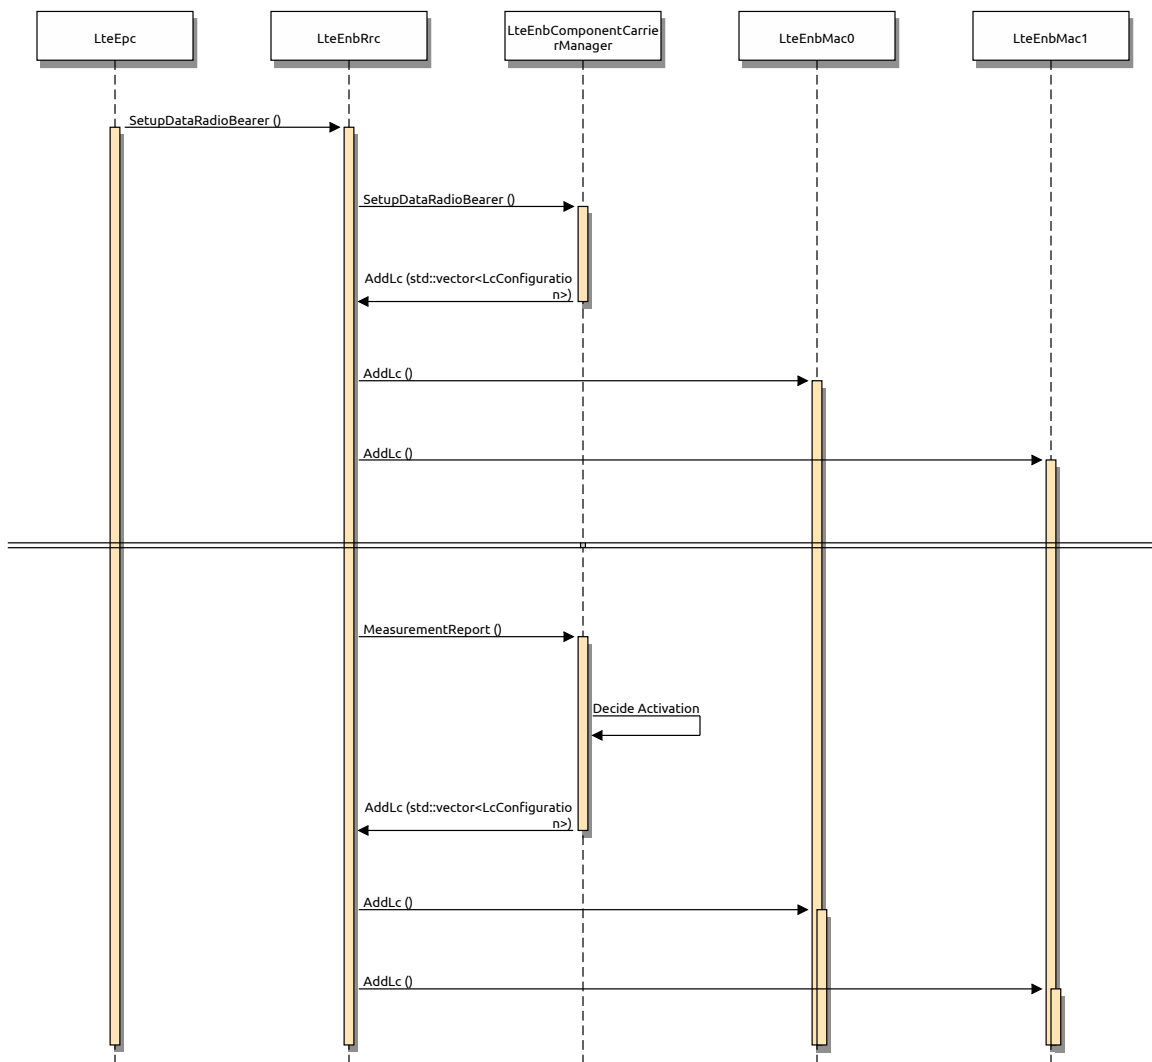 LteEpc
LteEnbRrc
LteEnbComponentCarrie
rManager
LteEnbMac0
LteEnbMac1
SetupDataRadioBearer ()
SetupDataRadioBearer ()
AddLc (std::vector<LcConfiguratio
n>)
AddLc ()
AddLc ()
MeasurementReport ()
Decide Activation
AddLc (std::vector<LcConfiguratio
n>)
AddLc ()
AddLc ()